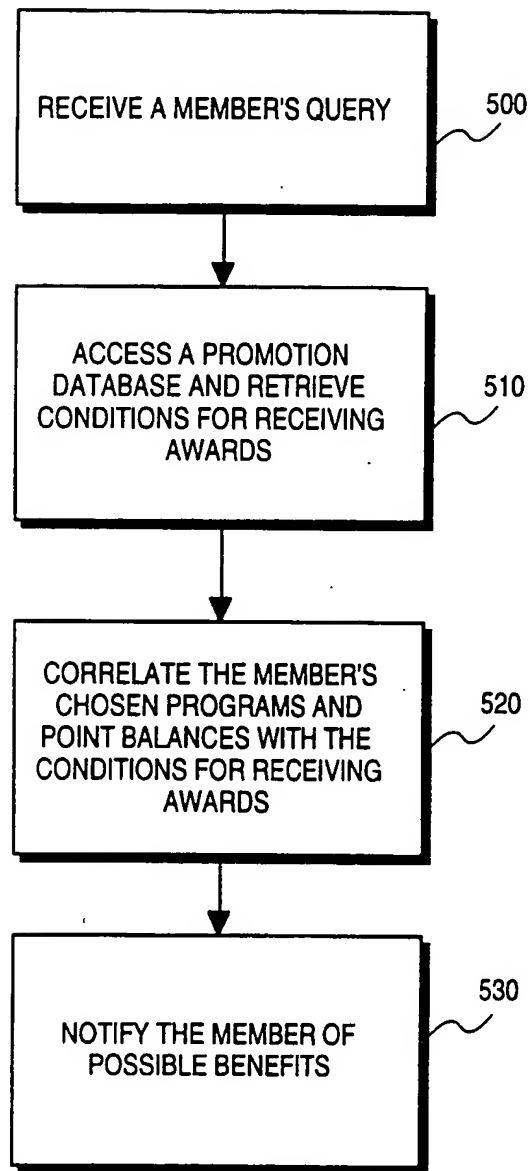 RECEIVE A MEMBER'S QUERY
500
ACCESS A PROMOTION
DATABASE AND RETRIEVE
CONDITIONS FOR RECEIVING
AWARDS
510
CORRELATE THE MEMBER'S
CHOSEN PROGRAMS AND
POINT BALANCES WITH THE
CONDITIONS FOR RECEIVING
AWARDS
520
NOTIFY THE MEMBER OF
POSSIBLE BENEFITS
530